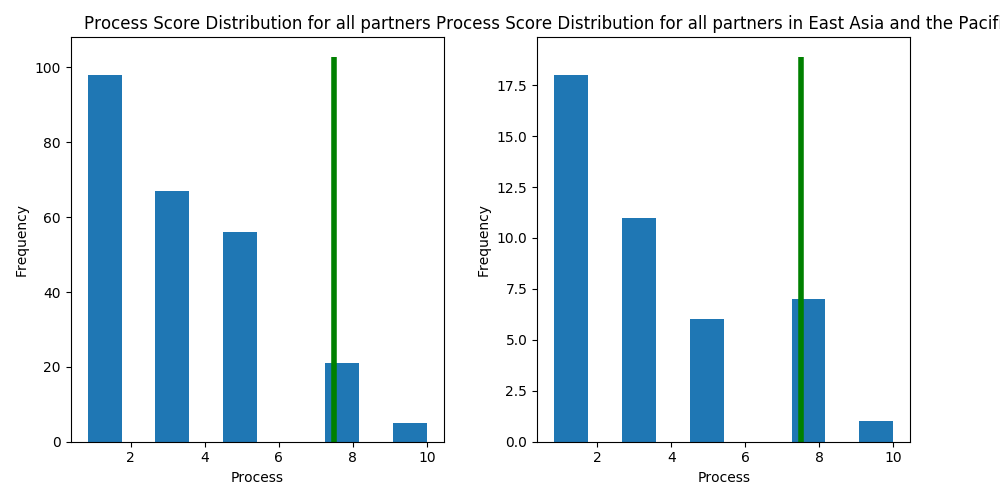 Process Score Distribution for all partners
100
80
60
40
20
0
Frequency
2 4 6 8 10
Process
Process Score Distribution for all partners in East Asia and the Pacif
17.5
15.0
12.5
10.0
7.5
5.0
2.5
0.0
Frequency
2 4 6 8 10
Process